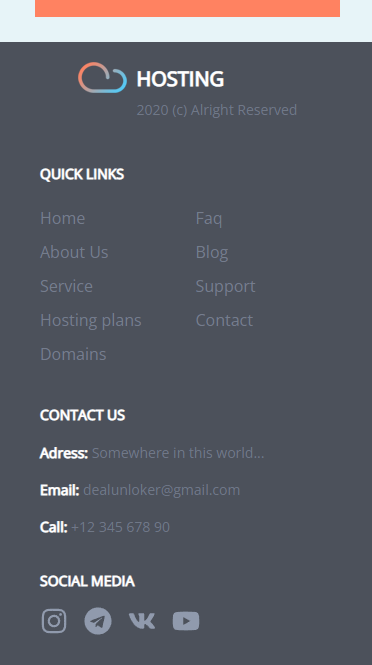 HOSTING
2020 (c) Alright Reserved
QUICK LINKS
Home
About Us
Service
Hosting plans
Domains
Faq
Blog
Support
Contact
CONTACT US
Adress: Somewhere in this world...
Email: dealunloker@gmail.com
Call: +12 345 678 90
SOCIAL MEDIA